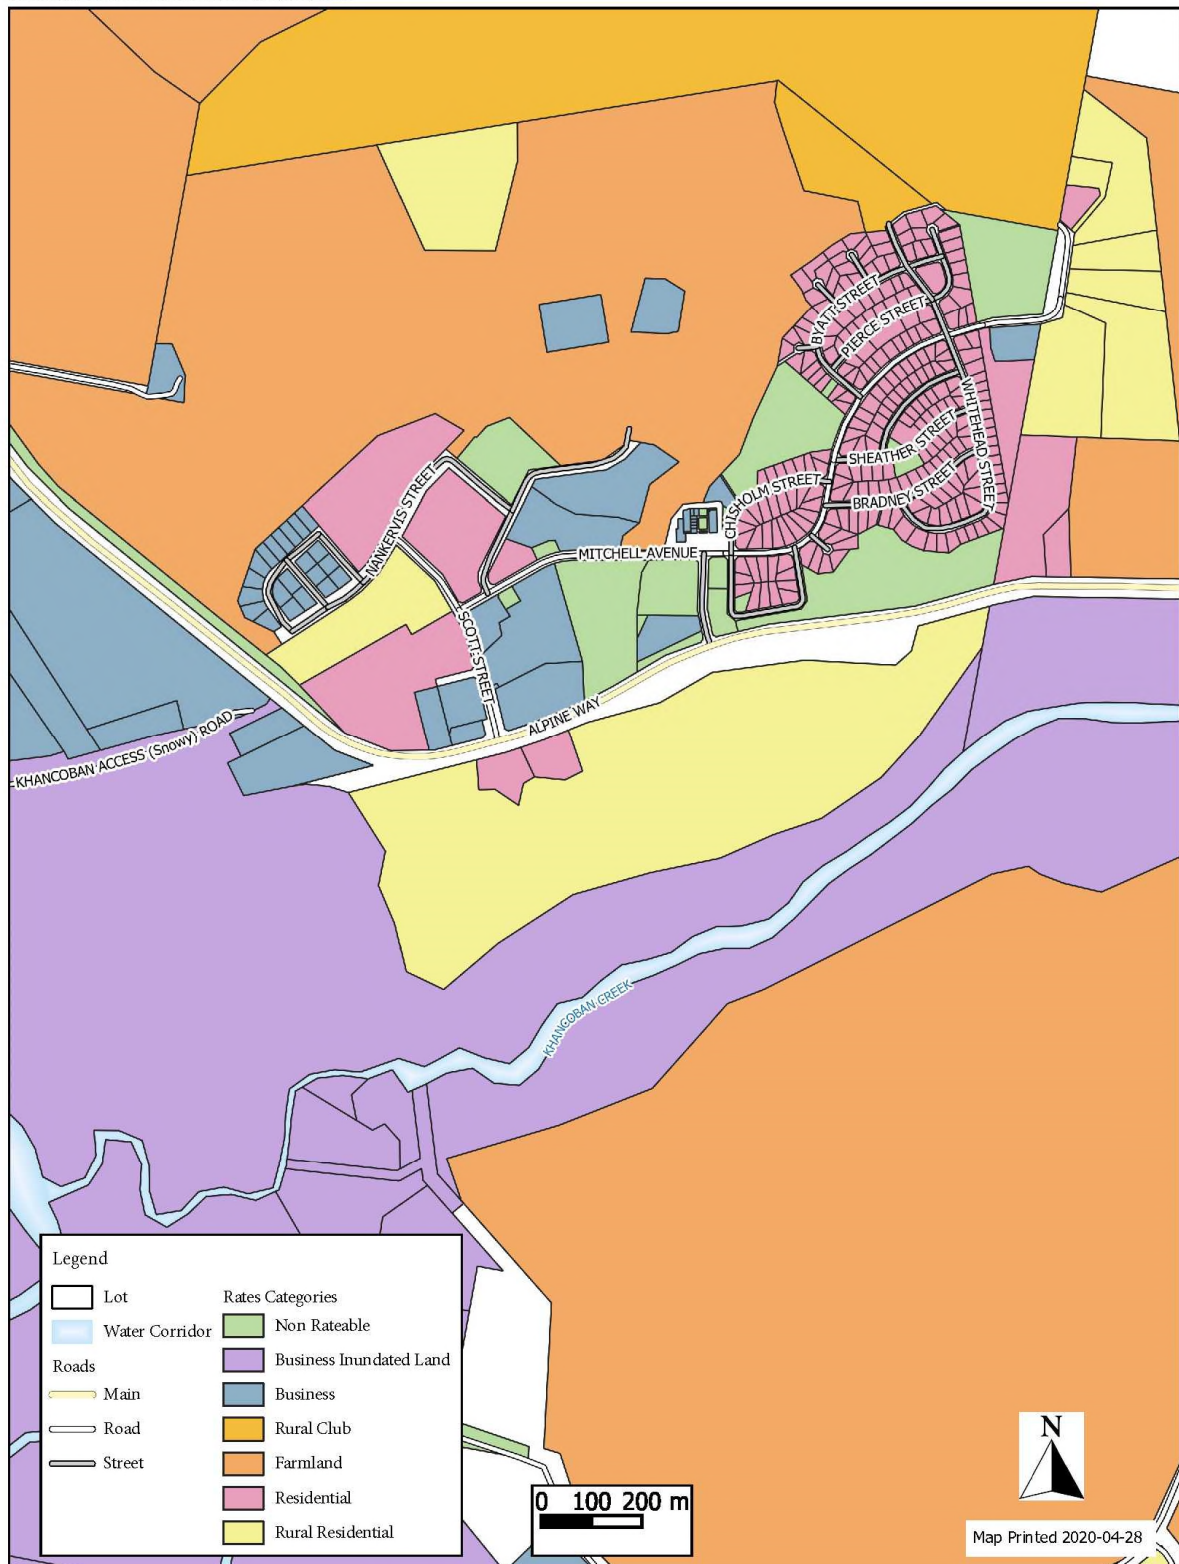 BYATT STREET
PIERCE STREET
WHITEHEAD STREET
SHEATHER STREET
BRADNEY STREET
CHISHOLM STREET
NANKERVIS STREET
MITCHELL AVENUE
SCOTT STREET
ALPINE WAY
KHANCOBAN ACCESS (Snowy) ROAD
KHANCOBAN CREEK
Legend
Lot
Water Corridor
Roads
Main
Road
Street
Rates Categories
Non Rateable
Business Inundated Land
Business
Rural Club
Farmland
Residential
Rural Residential
0 100 200 m
N
Map Printed 2020-04-28